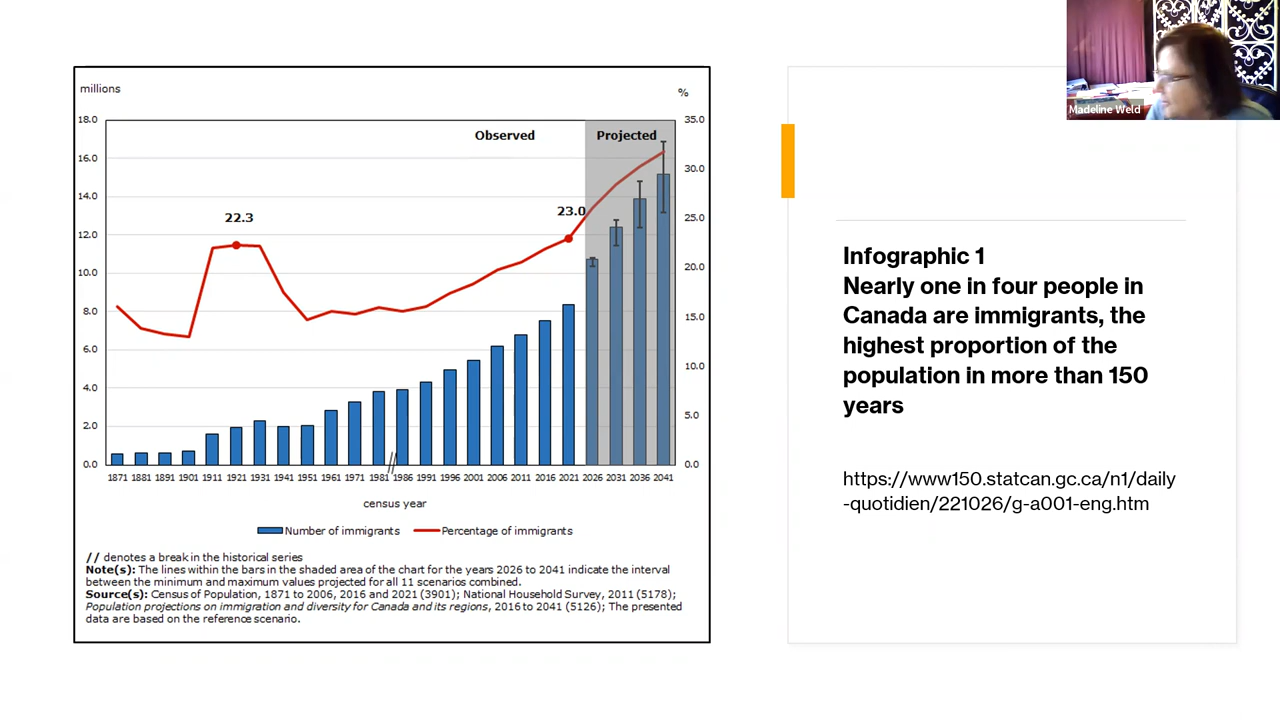 millions
%
18.0
16.0
14.0
12.0
10.0
8.0
6.0
4.0
2.0
0.0
35.0
30.0
25.0
20.0
15.0
10.0
5.0
0.0
Observed
Projected
22.3
23.0
1871 1881 1891 1901 1911 1921 1931 1941 1951 1961 1971 1981 1986 1991 1996 2001 2006 2011 2016 2021 2026 2031 2036 2041
census year
Number of immigrants Percentage of immigrants
// denotes a break in the historical series
Note(s): The lines within the bars in the shaded area of the chart for the years 2026 to 2041 indicate the interval
between the minimum and maximum values projected for all 11 scenarios combined.
Source(s): Census of Population, 1871 to 2006, 2016 and 2021 (3901); National Household Survey, 2011 (5178);
Population projections on immigration and diversity for Canada and its regions, 2016 to 2041 (5126); The presented
data are based on the reference scenario.
Madeline Weld
Infographic 1
Nearly one in four people in
Canada are immigrants, the
highest proportion of the
population in more than 150
years
https://www150.statcan.gc.ca/n1/daily
-quotidien/221026/g-a001-eng.htm